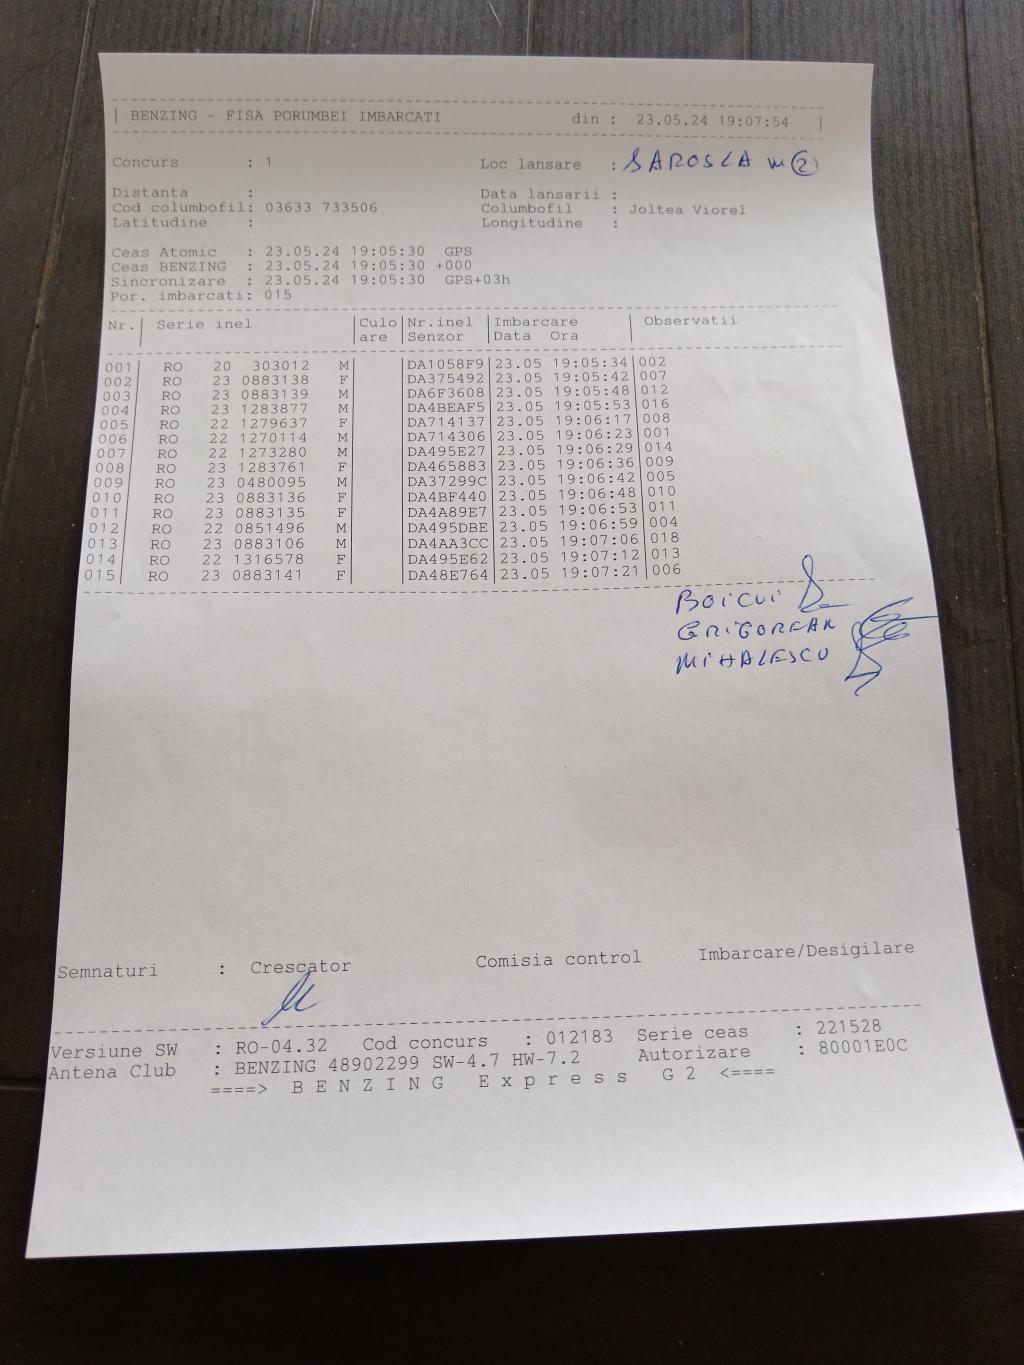 | BENZING - FISA PORUMBEI IMBARCATI din : 23.05.24 19:07:54 |
Concurs : 1 Loc lansare : SAROSLA m (2)
Distanta : Data lansarii :
Cod columbofil: 03633 733506 Columbofil : Joltea Viorel
Latitudine : Longitudine :
Ceas Atomic : 23.05.24 19:05:30 GPS
Ceas BENZING : 23.05.24 19:05:30 +000
Sincronizare : 23.05.24 19:05:30 GPS+03h
Por. imbarcati: 015
Nr.| Serie inel |Culo|Nr.inel |Imbarcare | Observatii
|are |Senzor |Data Ora |
001| RO 20 303012 M| |DA1058F9|23.05 19:05:34|002
002| RO 23 0883138 F| |DA375492|23.05 19:05:42|007
003| RO 23 0883139 M| |DA6F3608|23.05 19:05:48|012
004| RO 23 1283877 M| |DA4BEAF5|23.05 19:05:53|016
005| RO 22 1279637 F| |DA714137|23.05 19:06:17|008
006| RO 22 1270114 M| |DA714306|23.05 19:06:23|001
007| RO 22 1273280 M| |DA495E27|23.05 19:06:29|014
008| RO 23 1283761 F| |DA465883|23.05 19:06:36|009
009| RO 23 0480095 M| |DA37299C|23.05 19:06:42|005
010| RO 23 0883136 F| |DA4BF440|23.05 19:06:48|010
011| RO 23 0883135 F| |DA4A89E7|23.05 19:06:53|011
012| RO 22 0851496 M| |DA495DBE|23.05 19:06:59|004
013| RO 23 0883106 M| |DA4AA3CC|23.05 19:07:06|018
014| RO 22 1316578 F| |DA495E62|23.05 19:07:12|013
015| RO 23 0883141 F| |DA48E764|23.05 19:07:21|006
BOICUI
GRIGOREAN
MIHALESCU
Semnaturi : Crescator Comisia control Imbarcare/Desigilare
Versiune SW : RO-04.32 Cod concurs : 012183 Serie ceas : 221528
Antena Club : BENZING 48902299 SW-4.7 HW-7.2 Autorizare : 80001E0C
====> B E N Z I N G E x p r e s s G 2 <====